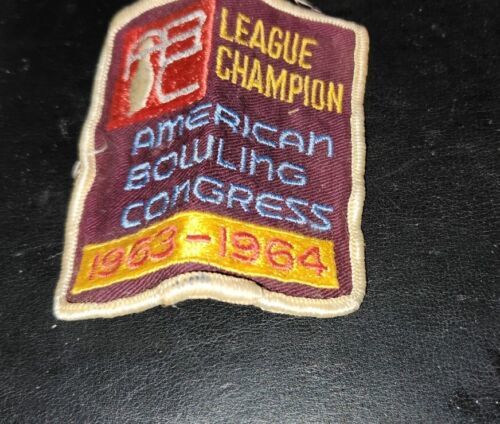 LEAGUE
CHAMPION
AMERICAN
BOWLING
CONGRESS
1963-1964